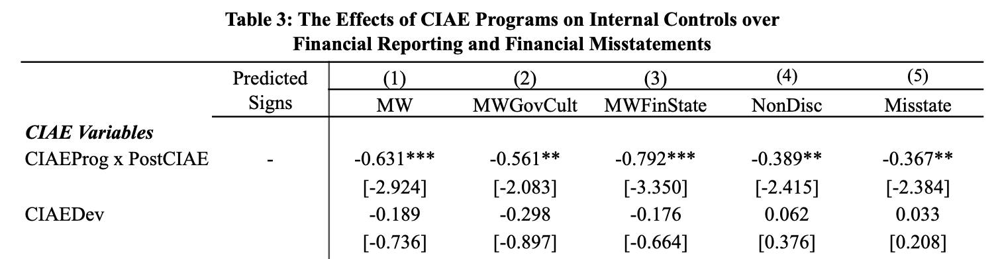 Table 3: The Effects of CIAE Programs on Internal Controls over
Financial Reporting and Financial Misstatements
Predicted Signs (1) (2) (3) (4) (5)
MW MWGovCult MWFinState NonDisc Misstate
CIAE Variables
CIAEProg x PostCIAE - -0.631*** -0.561** -0.792*** -0.389** -0.367**
[-2.924] [-2.083] [-3.350] [-2.415] [-2.384]
CIAEDev -0.189 -0.298 -0.176 0.062 0.033
[-0.736] [-0.897] [-0.664] [0.376] [0.208]